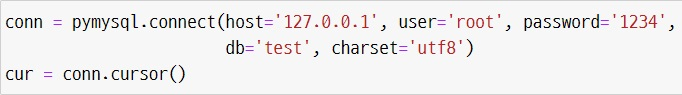 conn = pymysql.connect(host='127.0.0.1', user='root', password='1234',
                       db='test', charset='utf8')
cur = conn.cursor()